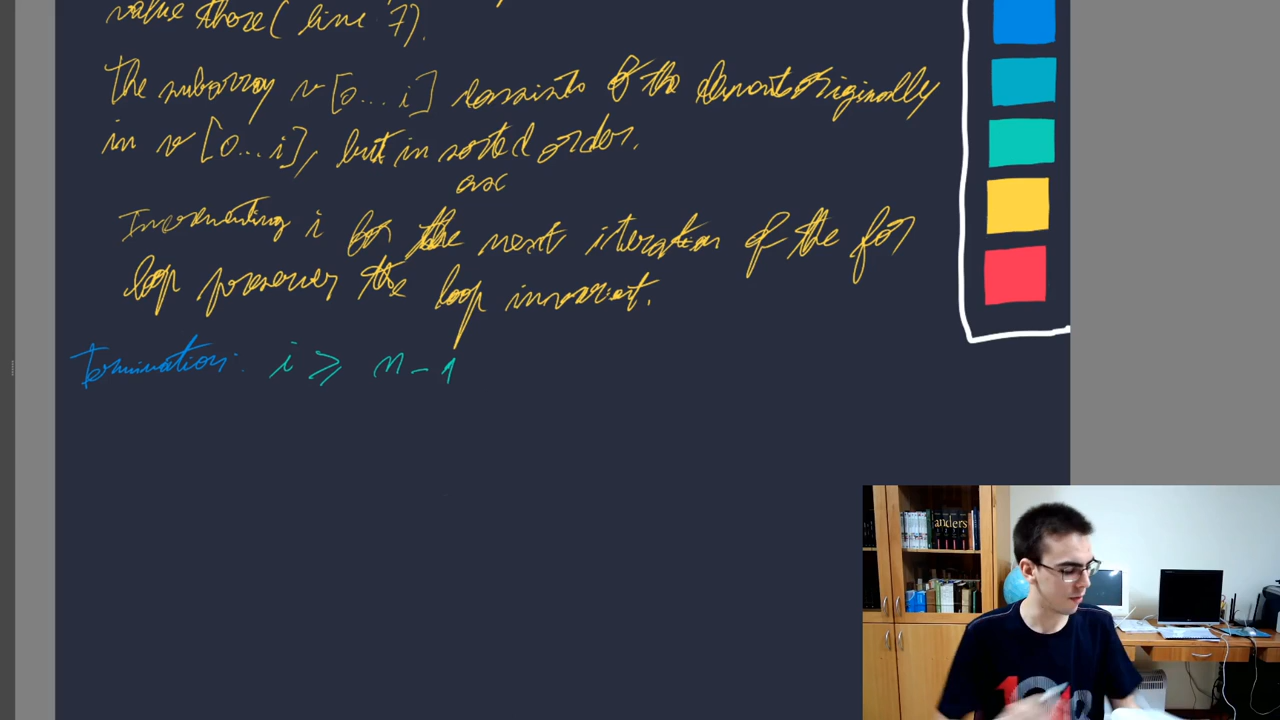 value there (line 7).
The subarray v[0...i] consists of the elements originally
in v[0...i], but in sorted order.
asc
Incrementing i for the next iteration of the for
loop preserves the loop invariant.
Termination: i ⩾ n-1
anders